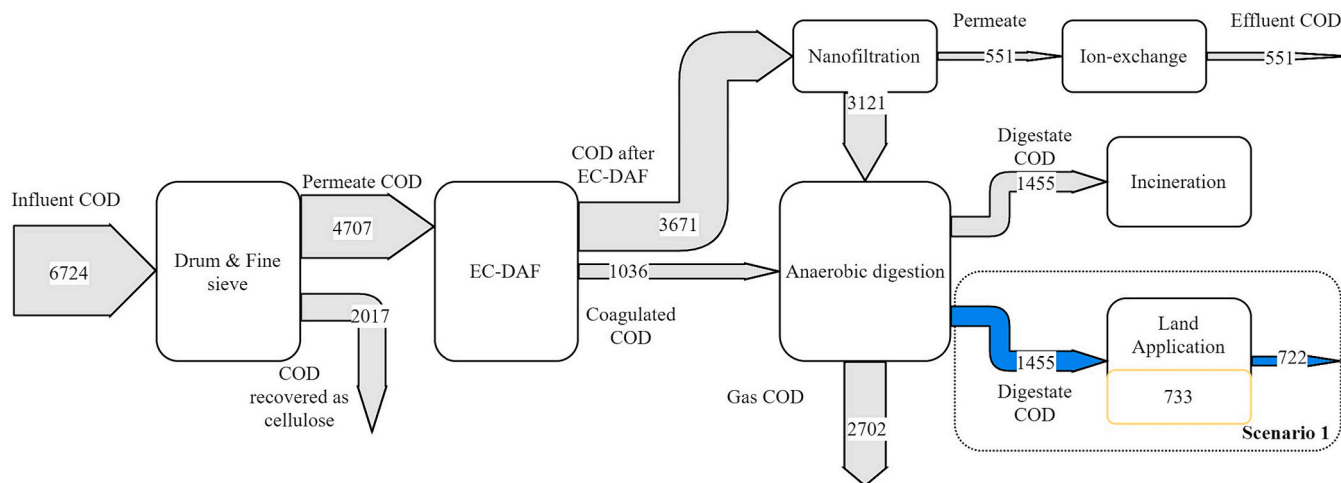 Influent COD
6724
Drum & Fine
sieve
Permeate COD
4707
2017
COD
recovered as
cellulose
EC-DAF
COD after
EC-DAF
3671
1036
Coagulated
COD
Nanofiltration
3121
Permeate
551
Ion-exchange
Effluent COD
551
Anaerobic digestion
Gas COD
2702
Digestate
COD
1455
Incineration
1455
Digestate
COD
Land
Application
733
722
Scenario 1